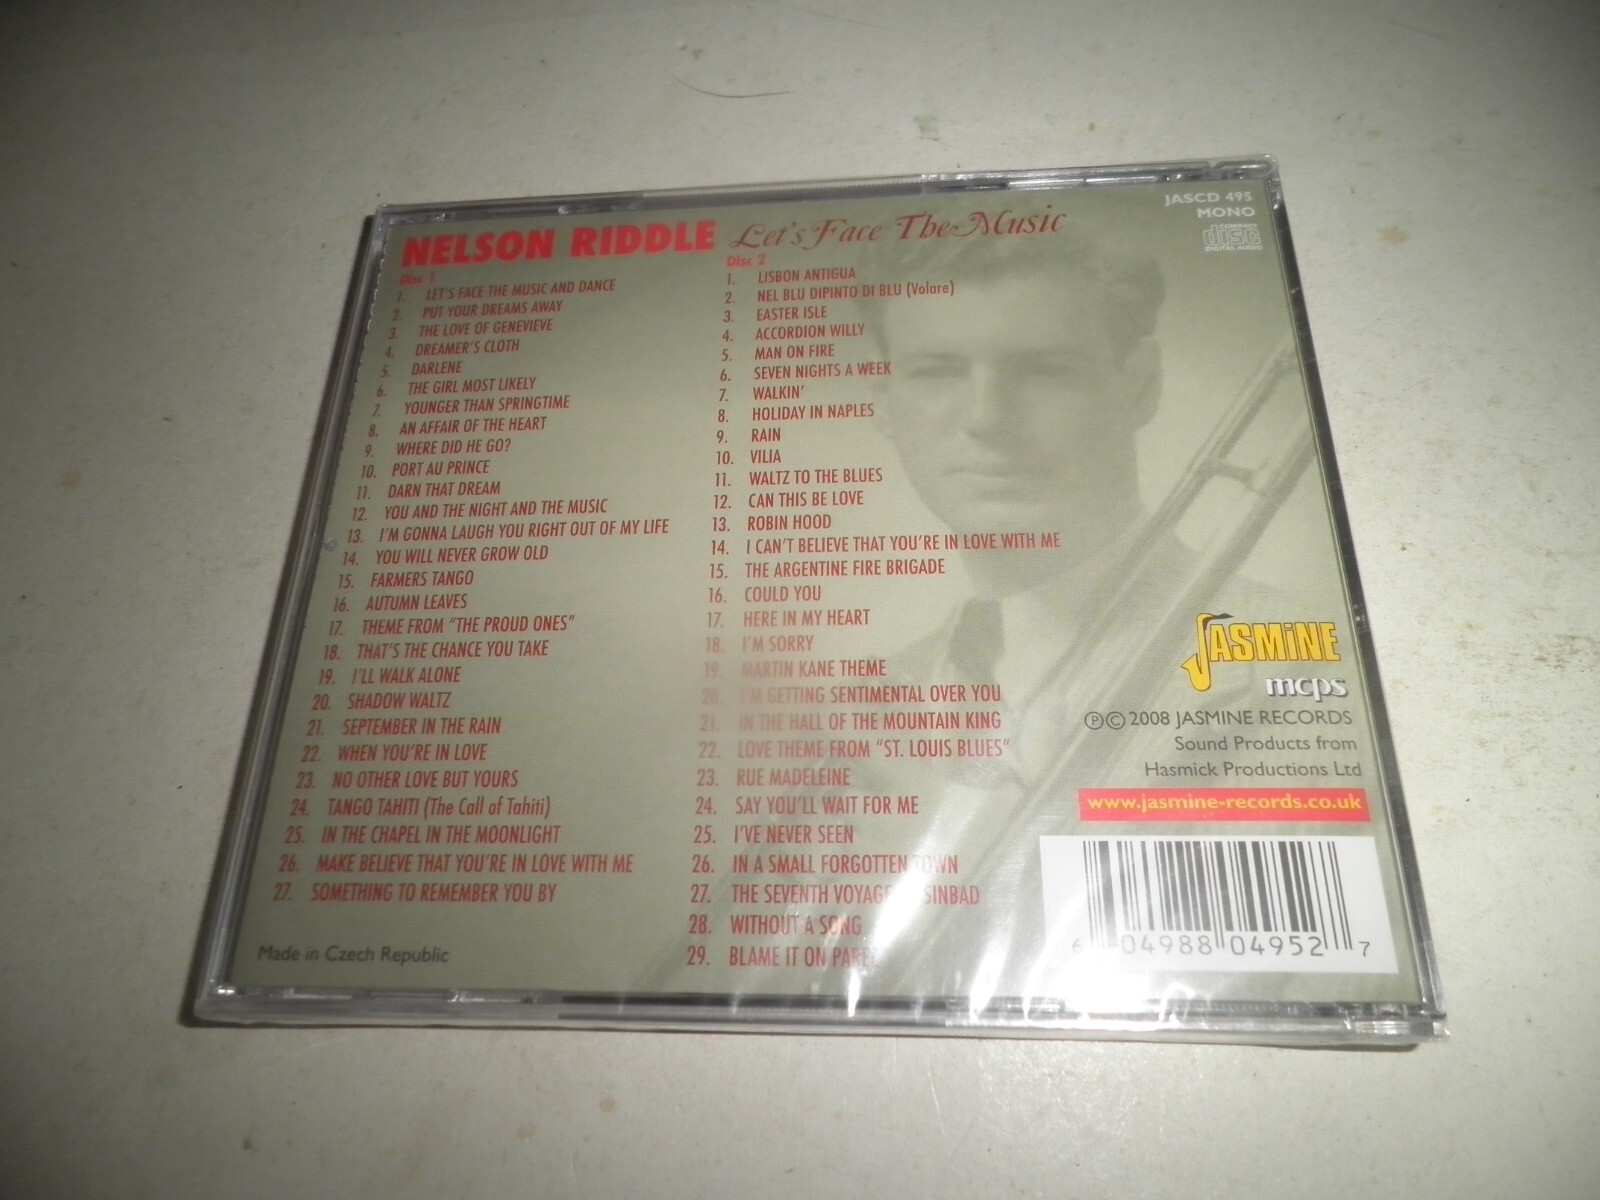 NELSON RIDDLE Let's Face The Music
JASCD 495
MONO
COMPACT
disc
DIGITAL AUDIO
Disc 1
1. LET'S FACE THE MUSIC AND DANCE
2. PUT YOUR DREAMS AWAY
3. THE LOVE OF GENEVIEVE
4. DREAMER'S CLOTH
5. DARLENE
6. THE GIRL MOST LIKELY
7. YOUNGER THAN SPRINGTIME
8. AN AFFAIR OF THE HEART
9. WHERE DID HE GO?
10. PORT AU PRINCE
11. DARN THAT DREAM
12. YOU AND THE NIGHT AND THE MUSIC
13. I'M GONNA LAUGH YOU RIGHT OUT OF MY LIFE
14. YOU WILL NEVER GROW OLD
15. FARMERS TANGO
16. AUTUMN LEAVES
17. THEME FROM "THE PROUD ONES"
18. THAT'S THE CHANCE YOU TAKE
19. I'LL WALK ALONE
20. SHADOW WALTZ
21. SEPTEMBER IN THE RAIN
22. WHEN YOU'RE IN LOVE
23. NO OTHER LOVE BUT YOURS
24. TANGO TAHITI (The Call of Tahiti)
25. IN THE CHAPEL IN THE MOONLIGHT
26. MAKE BELIEVE THAT YOU'RE IN LOVE WITH ME
27. SOMETHING TO REMEMBER YOU BY
Made in Czech Republic
Disc 2
1. LISBON ANTIGUA
2. NEL BLU DIPINTO DI BLU (Volare)
3. EASTER ISLE
4. ACCORDION WILLY
5. MAN ON FIRE
6. SEVEN NIGHTS A WEEK
7. WALKIN'
8. HOLIDAY IN NAPLES
9. RAIN
10. VILIA
11. WALTZ TO THE BLUES
12. CAN THIS BE LOVE
13. ROBIN HOOD
14. I CAN'T BELIEVE THAT YOU'RE IN LOVE WITH ME
15. THE ARGENTINE FIRE BRIGADE
16. COULD YOU
17. HERE IN MY HEART
18. I'M SORRY
19. MARTIN KANE THEME
20. I'M GETTING SENTIMENTAL OVER YOU
21. IN THE HALL OF THE MOUNTAIN KING
22. LOVE THEME FROM "ST. LOUIS BLUES"
23. RUE MADELEINE
24. SAY YOU'LL WAIT FOR ME
25. I'VE NEVER SEEN
26. IN A SMALL FORGOTTEN TOWN
27. THE SEVENTH VOYAGE SINBAD
28. WITHOUT A SONG
29. BLAME IT ON
JASMiNE
mcps
℗©2008 JASMINE RECORDS
Sound Products from
Hasmick Productions Ltd
www.jasmine-records.co.uk
6 04988 04952 7